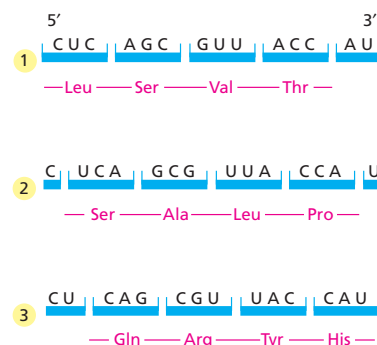 5′ 3′
CUC AGC GUU ACC AU
1
Leu Ser Val Thr
C UCA GCG UUA CCA U
2
Ser Ala Leu Pro
CU CAG CGU UAC CAU
3
Gln Arg Tyr His